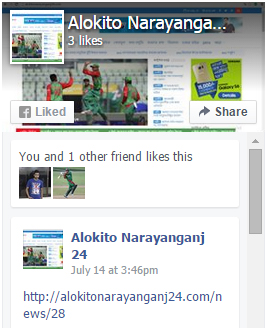 Alokito Narayanga...
3 likes
Liked
Share
You and 1 other friend likes this
Alokito Narayanganj
24
July 14 at 3:46pm
http://alokitonarayanganj24.com/n
ews/28